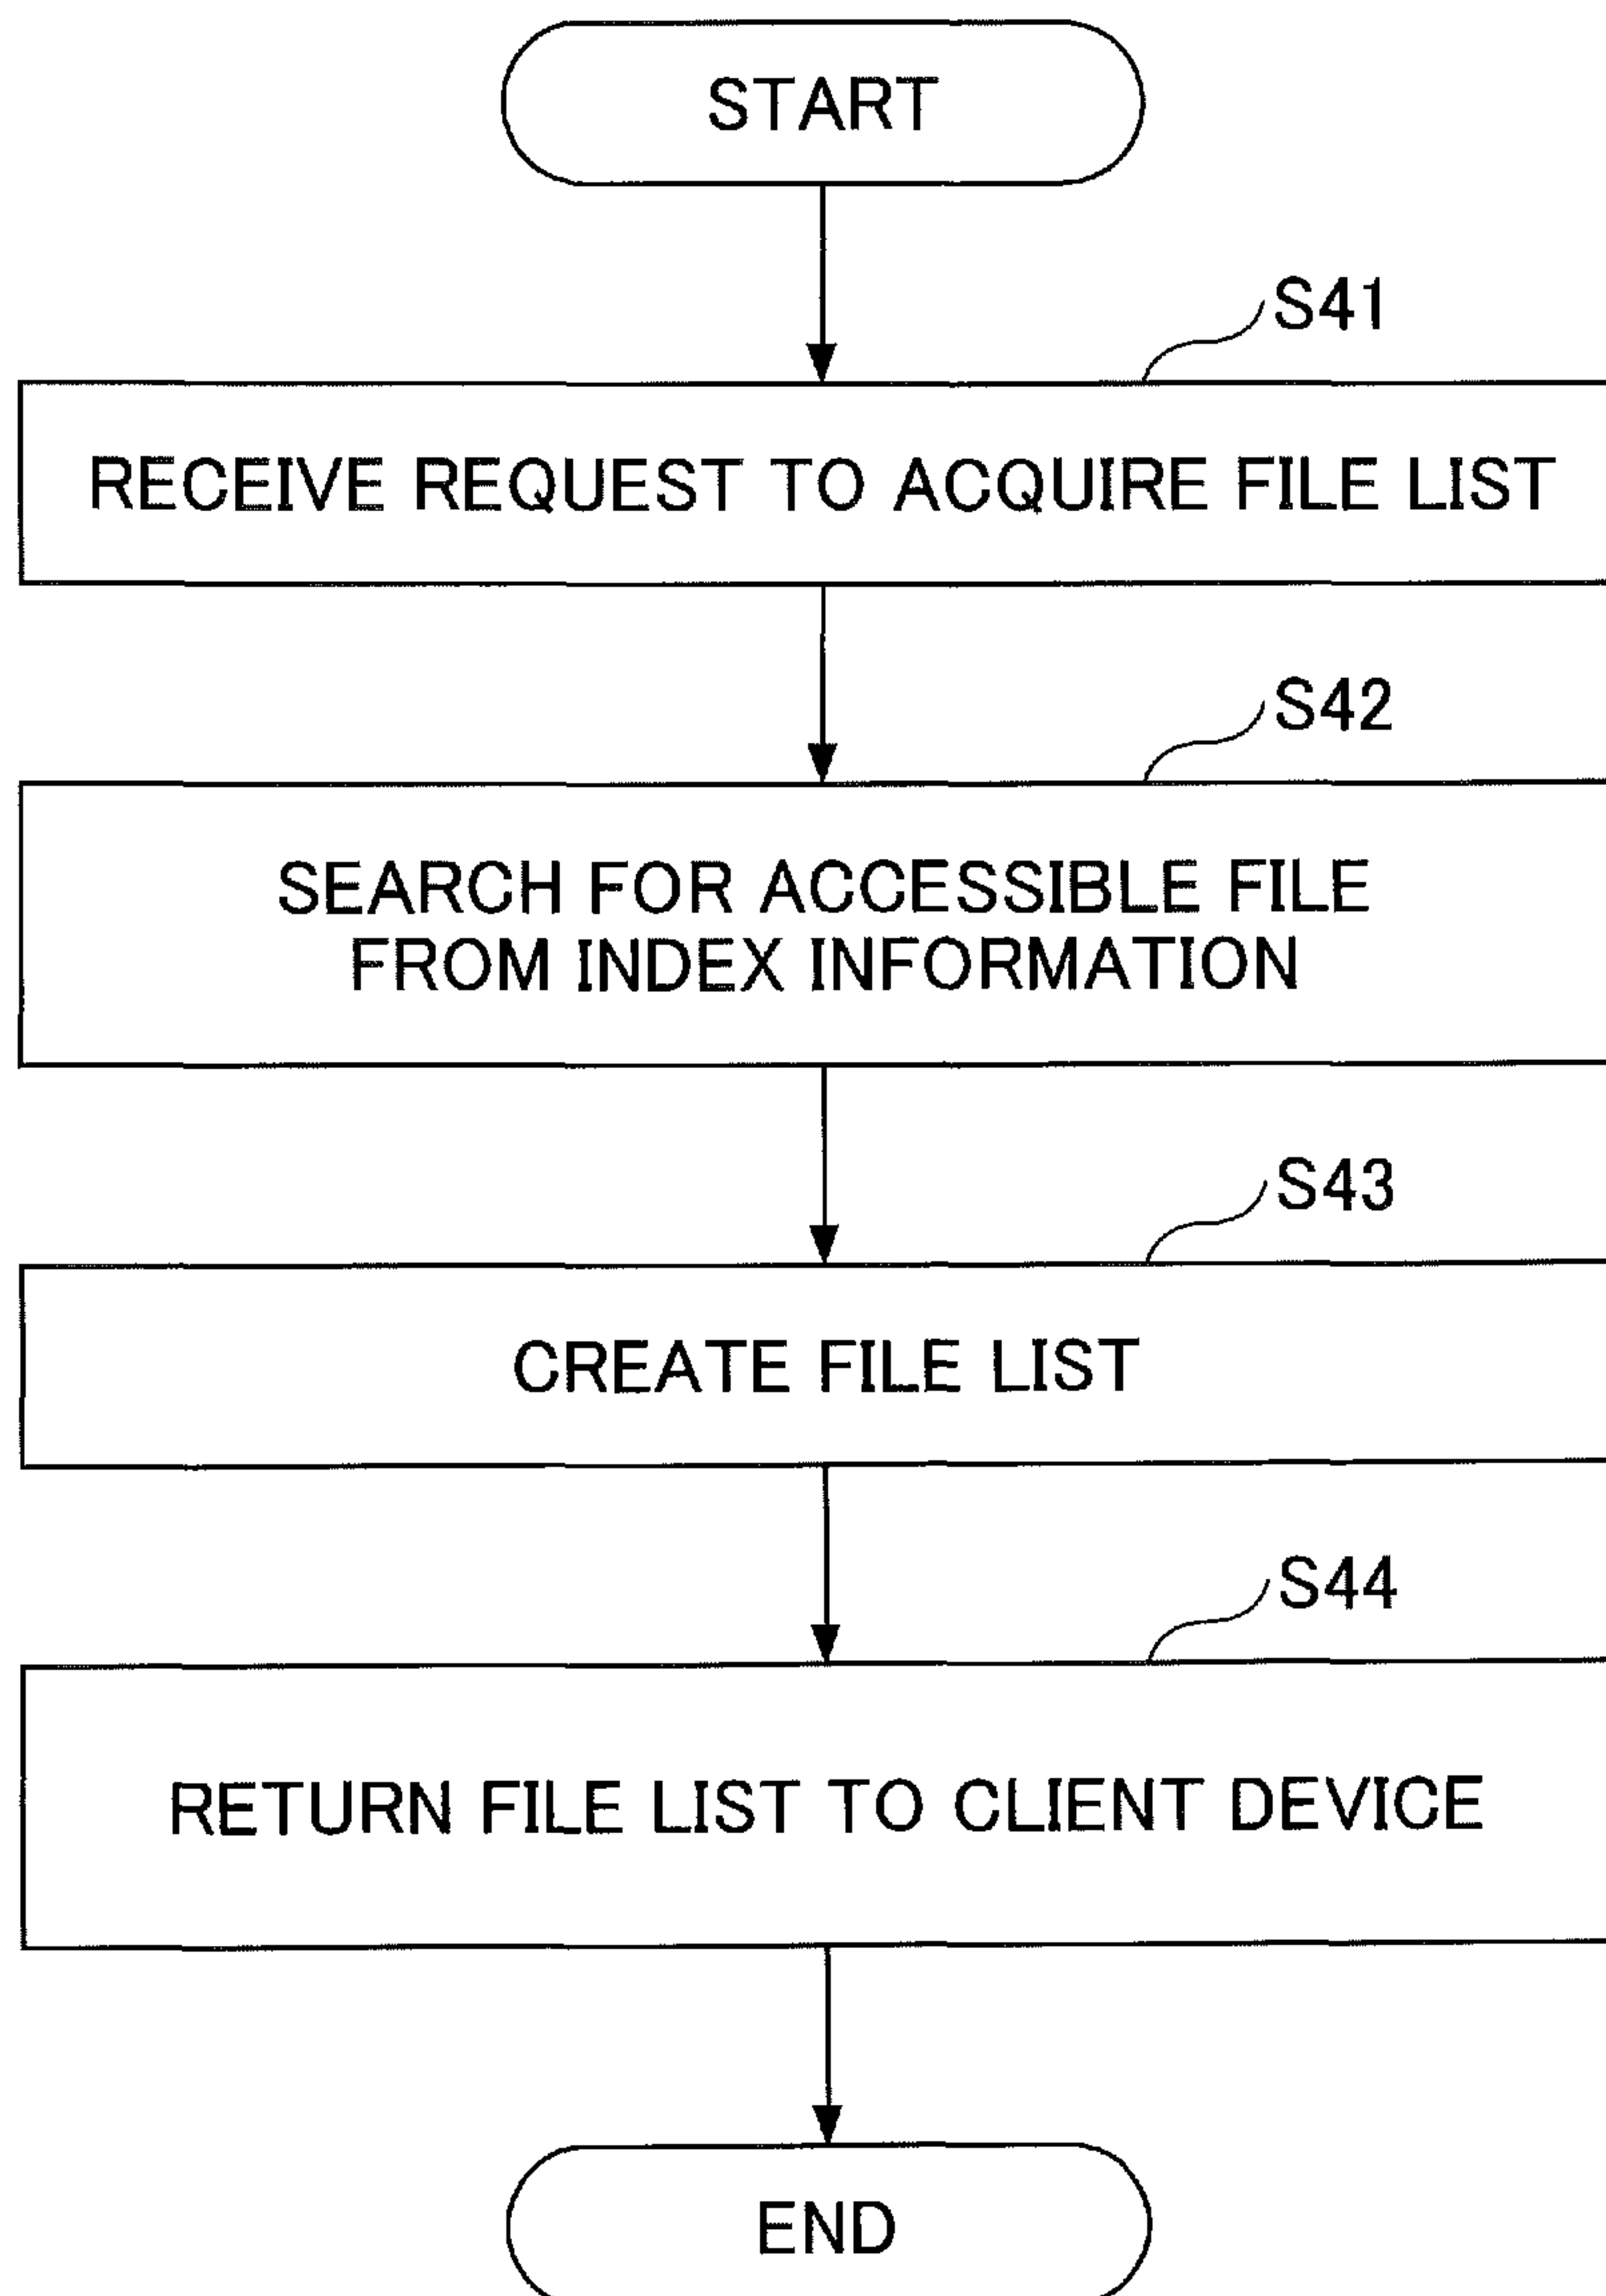 START
S41
RECEIVE REQUEST TO ACQUIRE FILE LIST
S42
SEARCH FOR ACCESSIBLE FILE
FROM INDEX INFORMATION
S43
CREATE FILE LIST
S44
RETURN FILE LIST TO CLIENT DEVICE
END